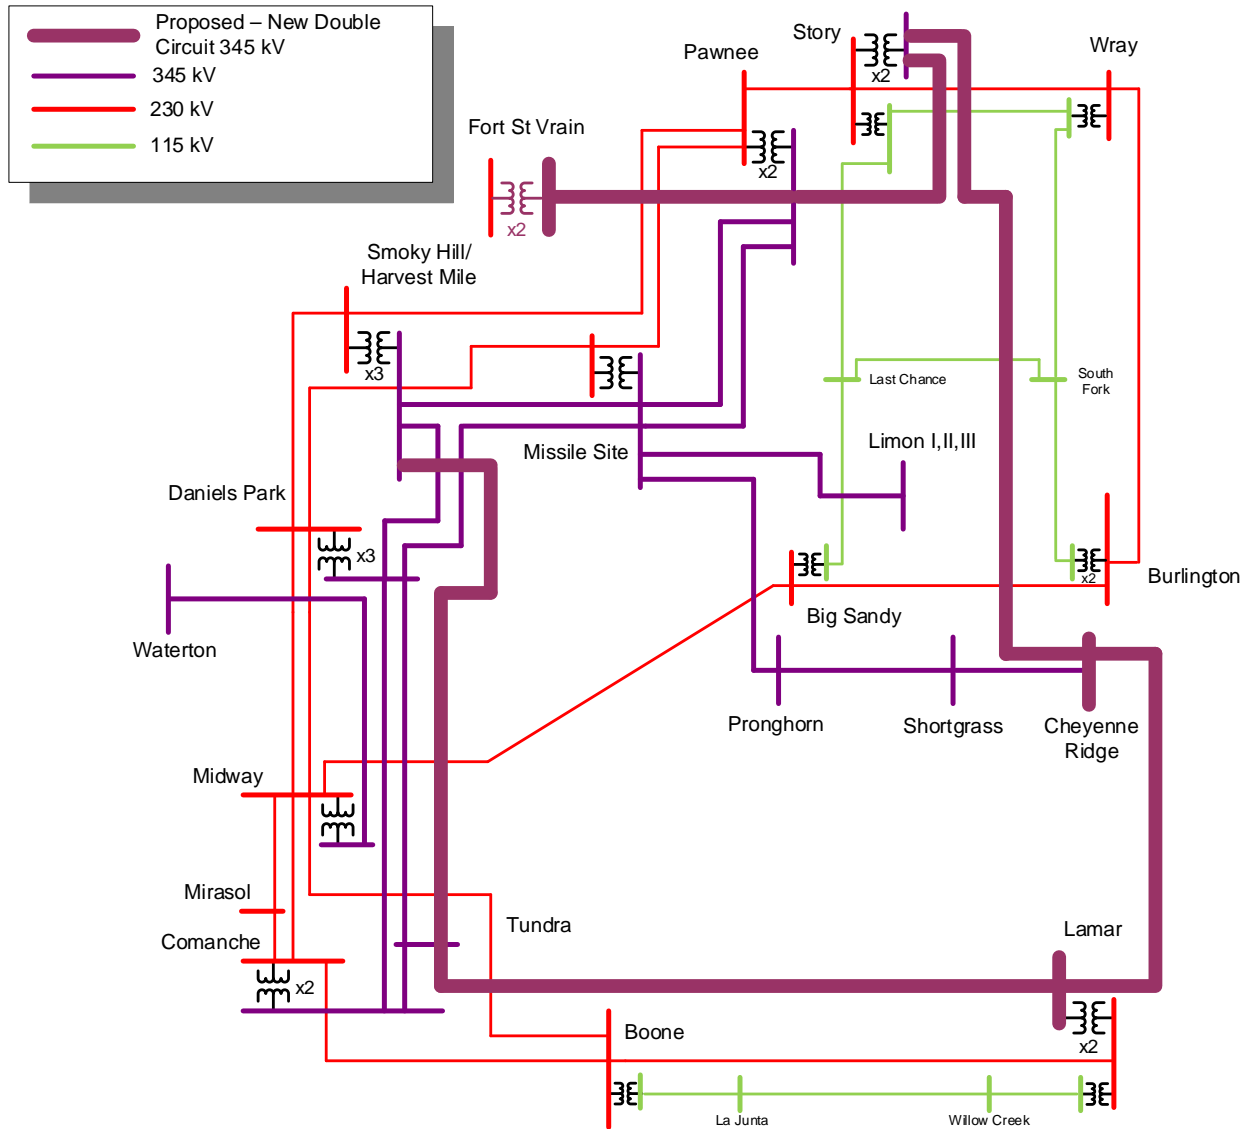 Proposed – New Double
Circuit 345 kV
345 kV
230 kV
115 kV
Story
Pawnee
Wray
x2
Fort St Vrain
x2
x2
Smoky Hill/
Harvest Mile
x3
Last Chance
South
Fork
Limon I,II,III
Missile Site
Daniels Park
x3
x2
Burlington
Big Sandy
Waterton
Pronghorn
Shortgrass
Cheyenne
Ridge
Midway
Mirasol
Tundra
Comanche
Lamar
x2
Boone
x2
La Junta
Willow Creek